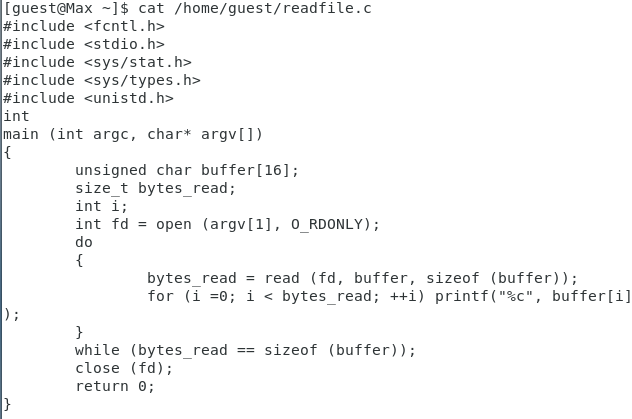 [guest@Max ~]$ cat /home/guest/readfile.c
#include <fcntl.h>
#include <stdio.h>
#include <sys/stat.h>
#include <sys/types.h>
#include <unistd.h>
int
main (int argc, char* argv[])
{
        unsigned char buffer[16];
        size_t bytes_read;
        int i;
        int fd = open (argv[1], O_RDONLY);
        do
        {
                bytes_read = read (fd, buffer, sizeof (buffer));
                for (i =0; i < bytes_read; ++i) printf("%c", buffer[i]
);
        }
        while (bytes_read == sizeof (buffer));
        close (fd);
        return 0;
}